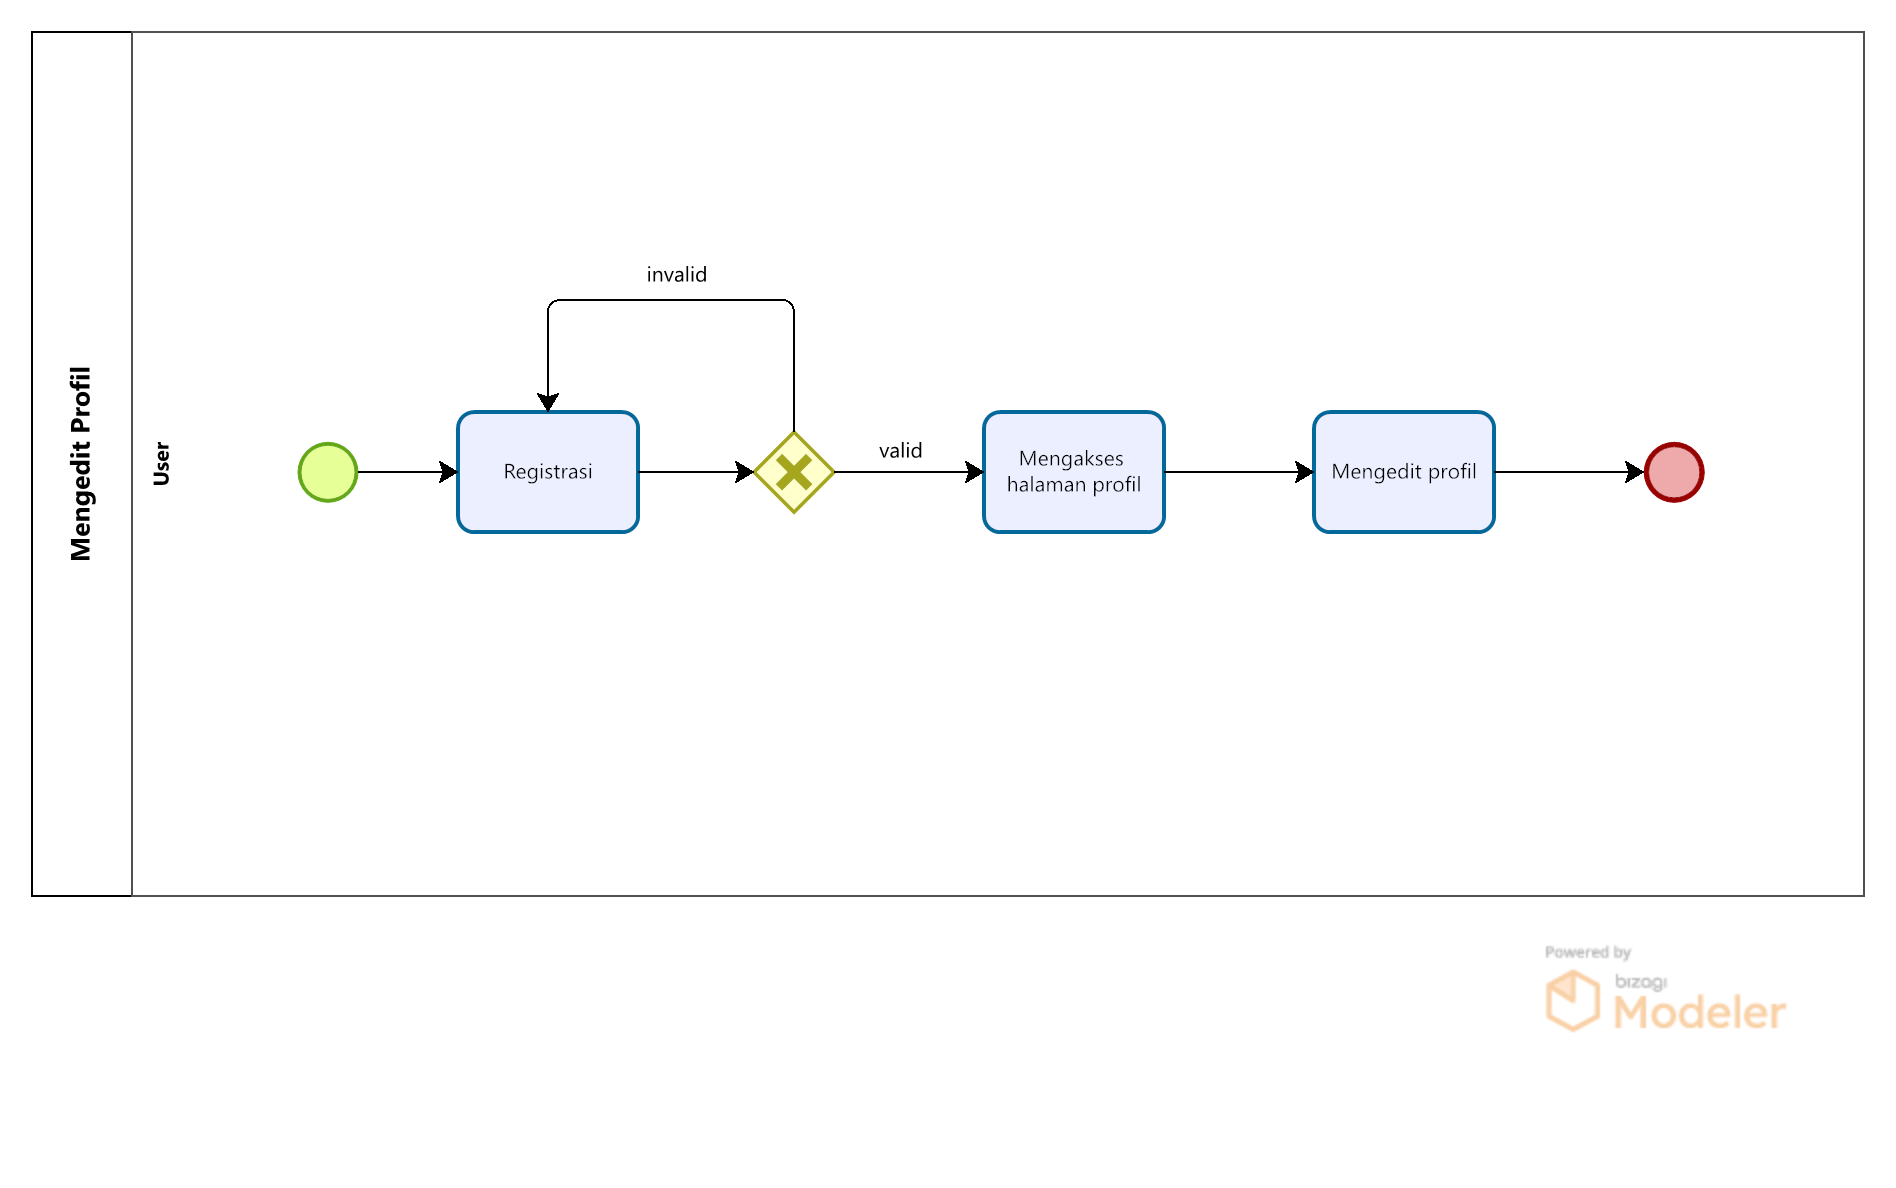 Mengedit Profil
User
invalid
Registrasi
valid
Mengakses
halaman profil
Mengedit profil
Powered by
bizagi
Modeler